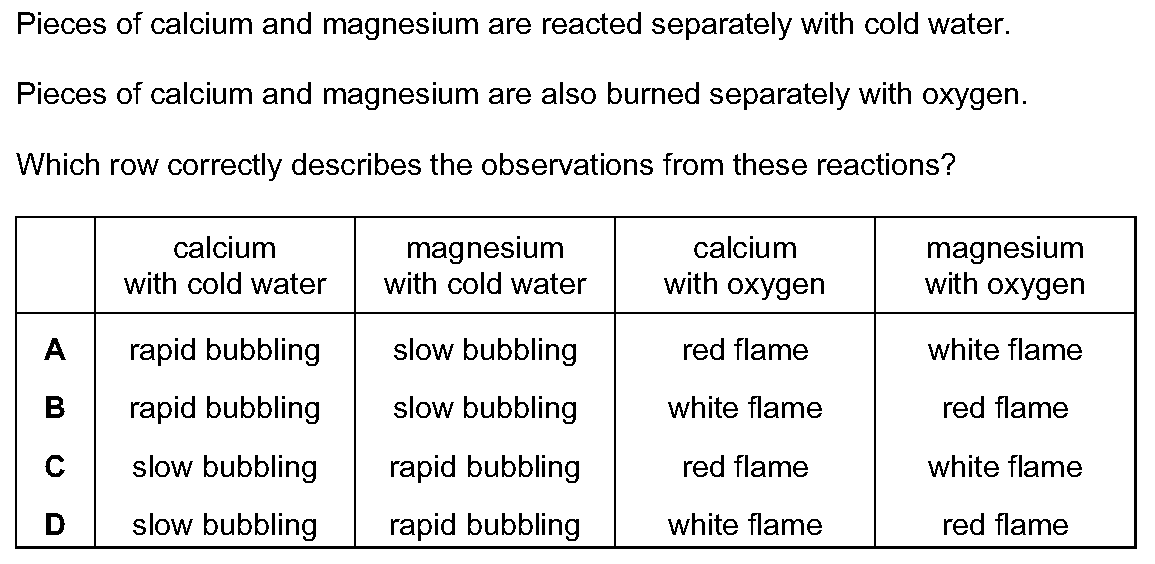 Pieces of calcium and magnesium are reacted separately with cold water.
Pieces of calcium and magnesium are also burned separately with oxygen.
Which row correctly describes the observations from these reactions?
calcium with cold water magnesium with cold water calcium with oxygen magnesium with oxygen
A rapid bubbling slow bubbling red flame white flame
B rapid bubbling slow bubbling white flame red flame
C slow bubbling rapid bubbling red flame white flame
D slow bubbling rapid bubbling white flame red flame